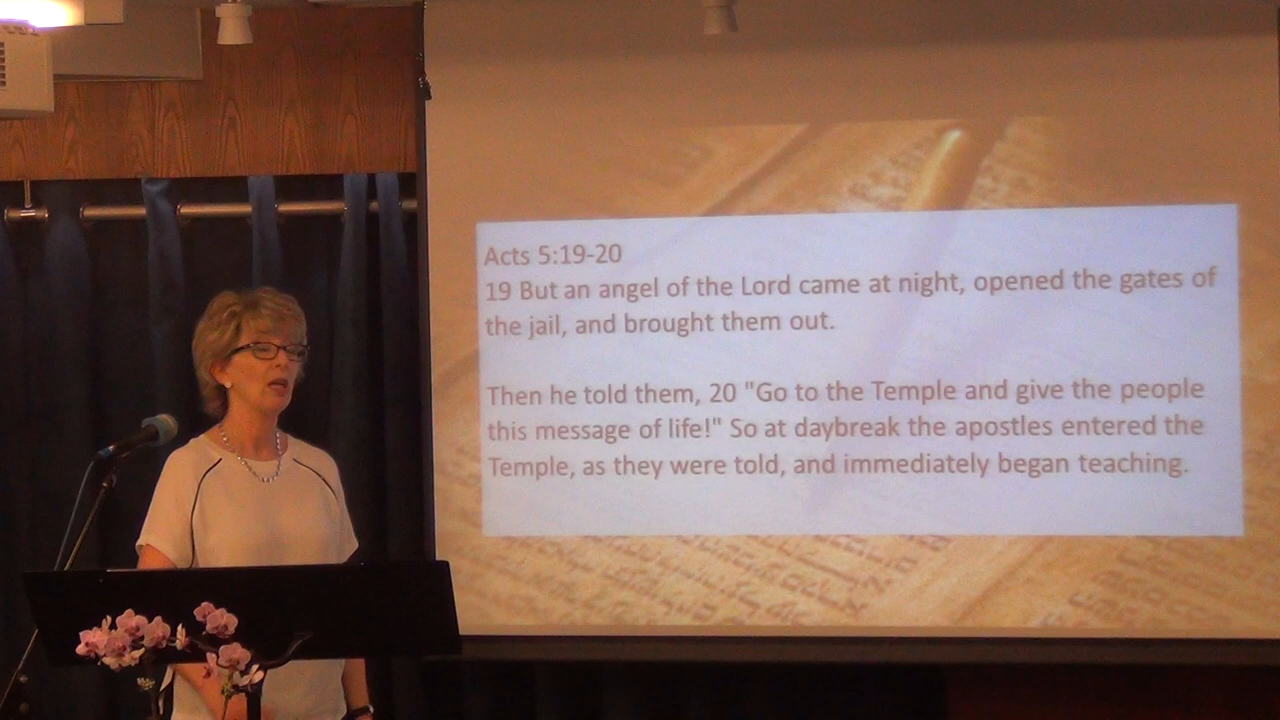 Acts 5:19-20
19 But an angel of the Lord came at night, opened the gates of
the jail, and brought them out.
Then he told them, 20 "Go to the Temple and give the people
this message of life!" So at daybreak the apostles entered the
Temple, as they were told, and immediately began teaching.